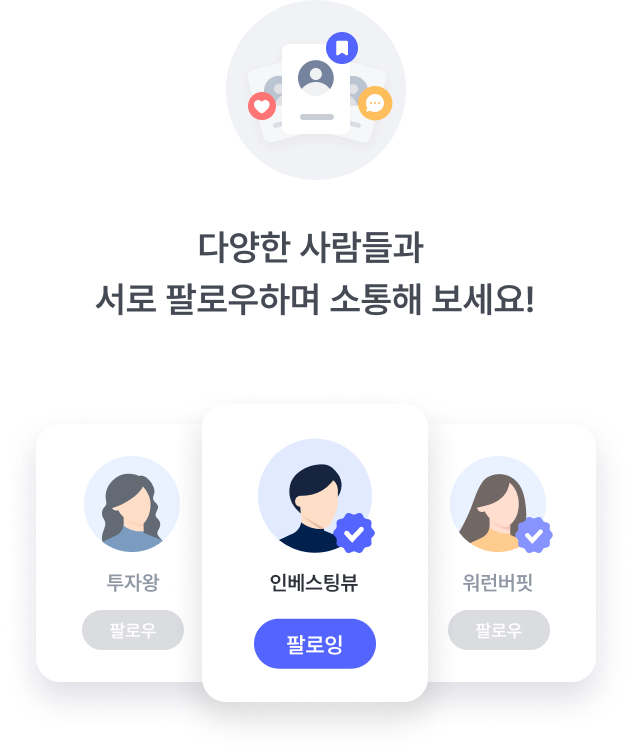 다양한 사람들과
서로 팔로우하며 소통해 보세요!
투자왕
팔로우
인베스팅뷰
팔로잉
워런버핏
팔로우